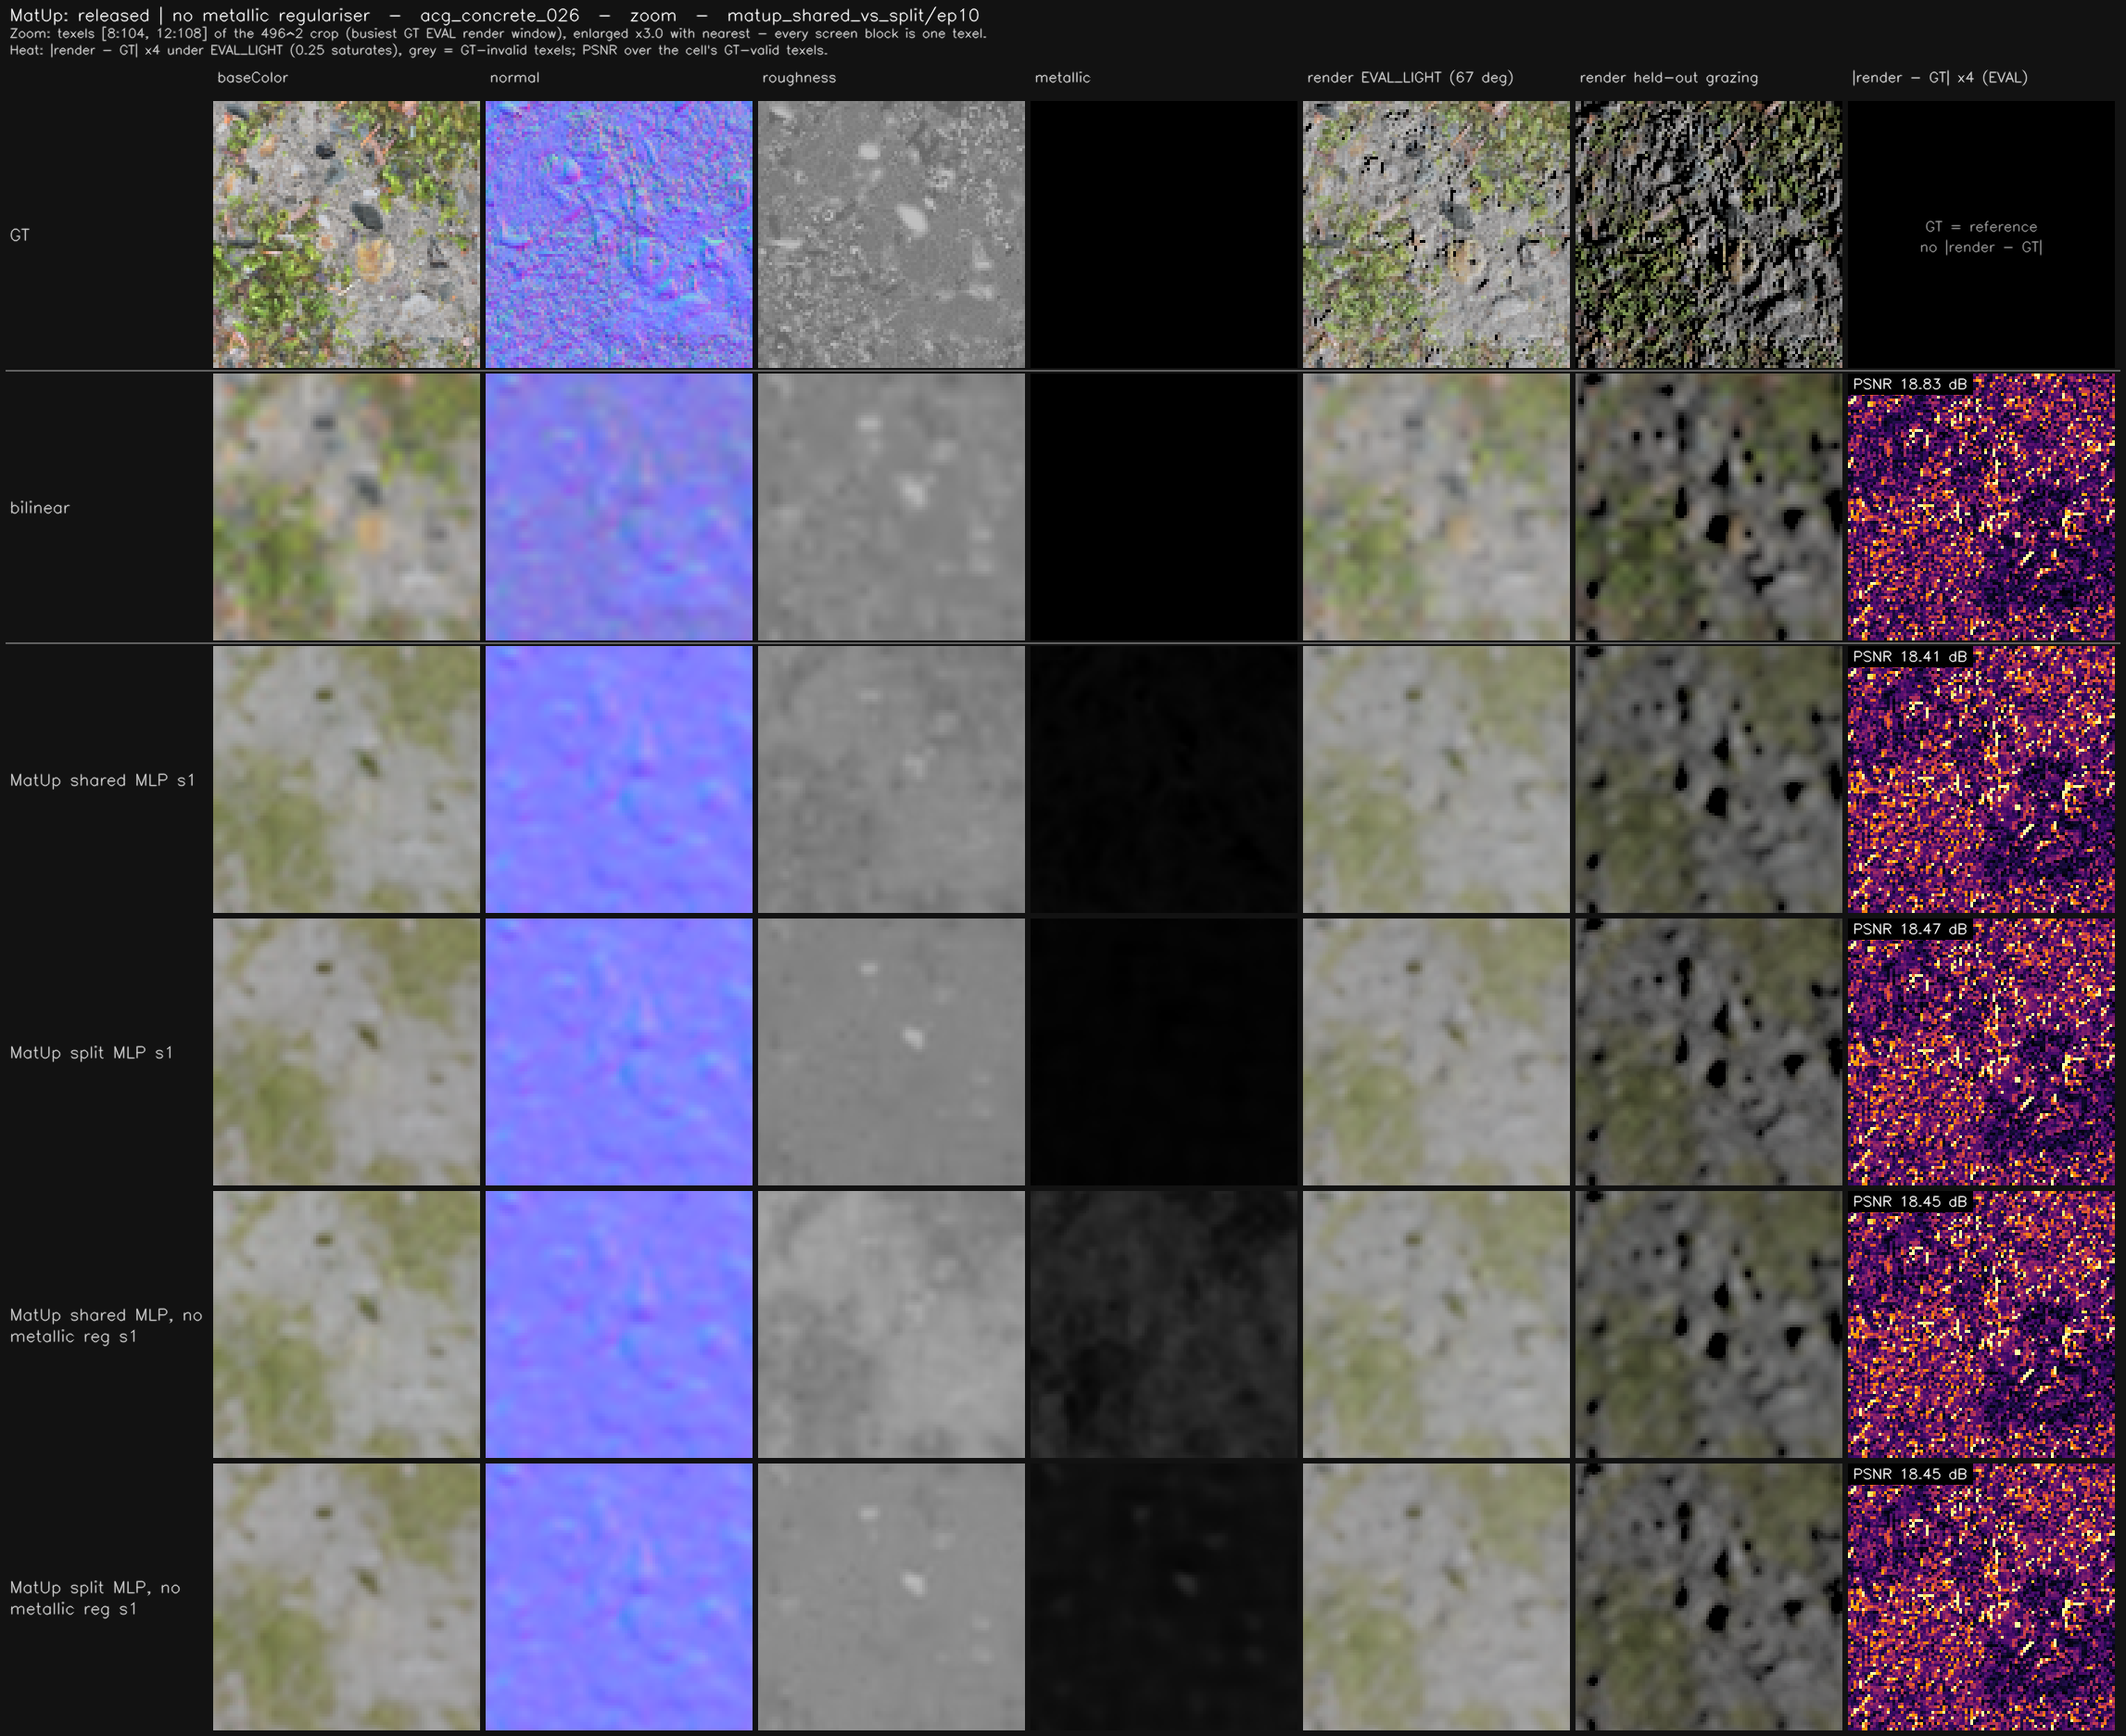 MatUp: released | no metallic regulariser — acg_concrete_026 — zoom — matup_shared_vs_split/ep10
Zoom: texels [8:104, 12:108] of the 496^2 crop (busiest GT EVAL render window), enlarged x3.0 with nearest — every screen block is one texel.
Heat: |render − GT| x4 under EVAL_LIGHT (0.25 saturates), grey = GT-invalid texels; PSNR over the cell's GT-valid texels.
baseColor normal roughness metallic render EVAL_LIGHT (67 deg) render held-out grazing |render − GT| x4 (EVAL)
GT
GT = reference
no |render − GT|
bilinear
PSNR 18.83 dB
MatUp shared MLP s1
PSNR 18.41 dB
MatUp split MLP s1
PSNR 18.47 dB
MatUp shared MLP, no
metallic reg s1
PSNR 18.45 dB
MatUp split MLP, no
metallic reg s1
PSNR 18.45 dB